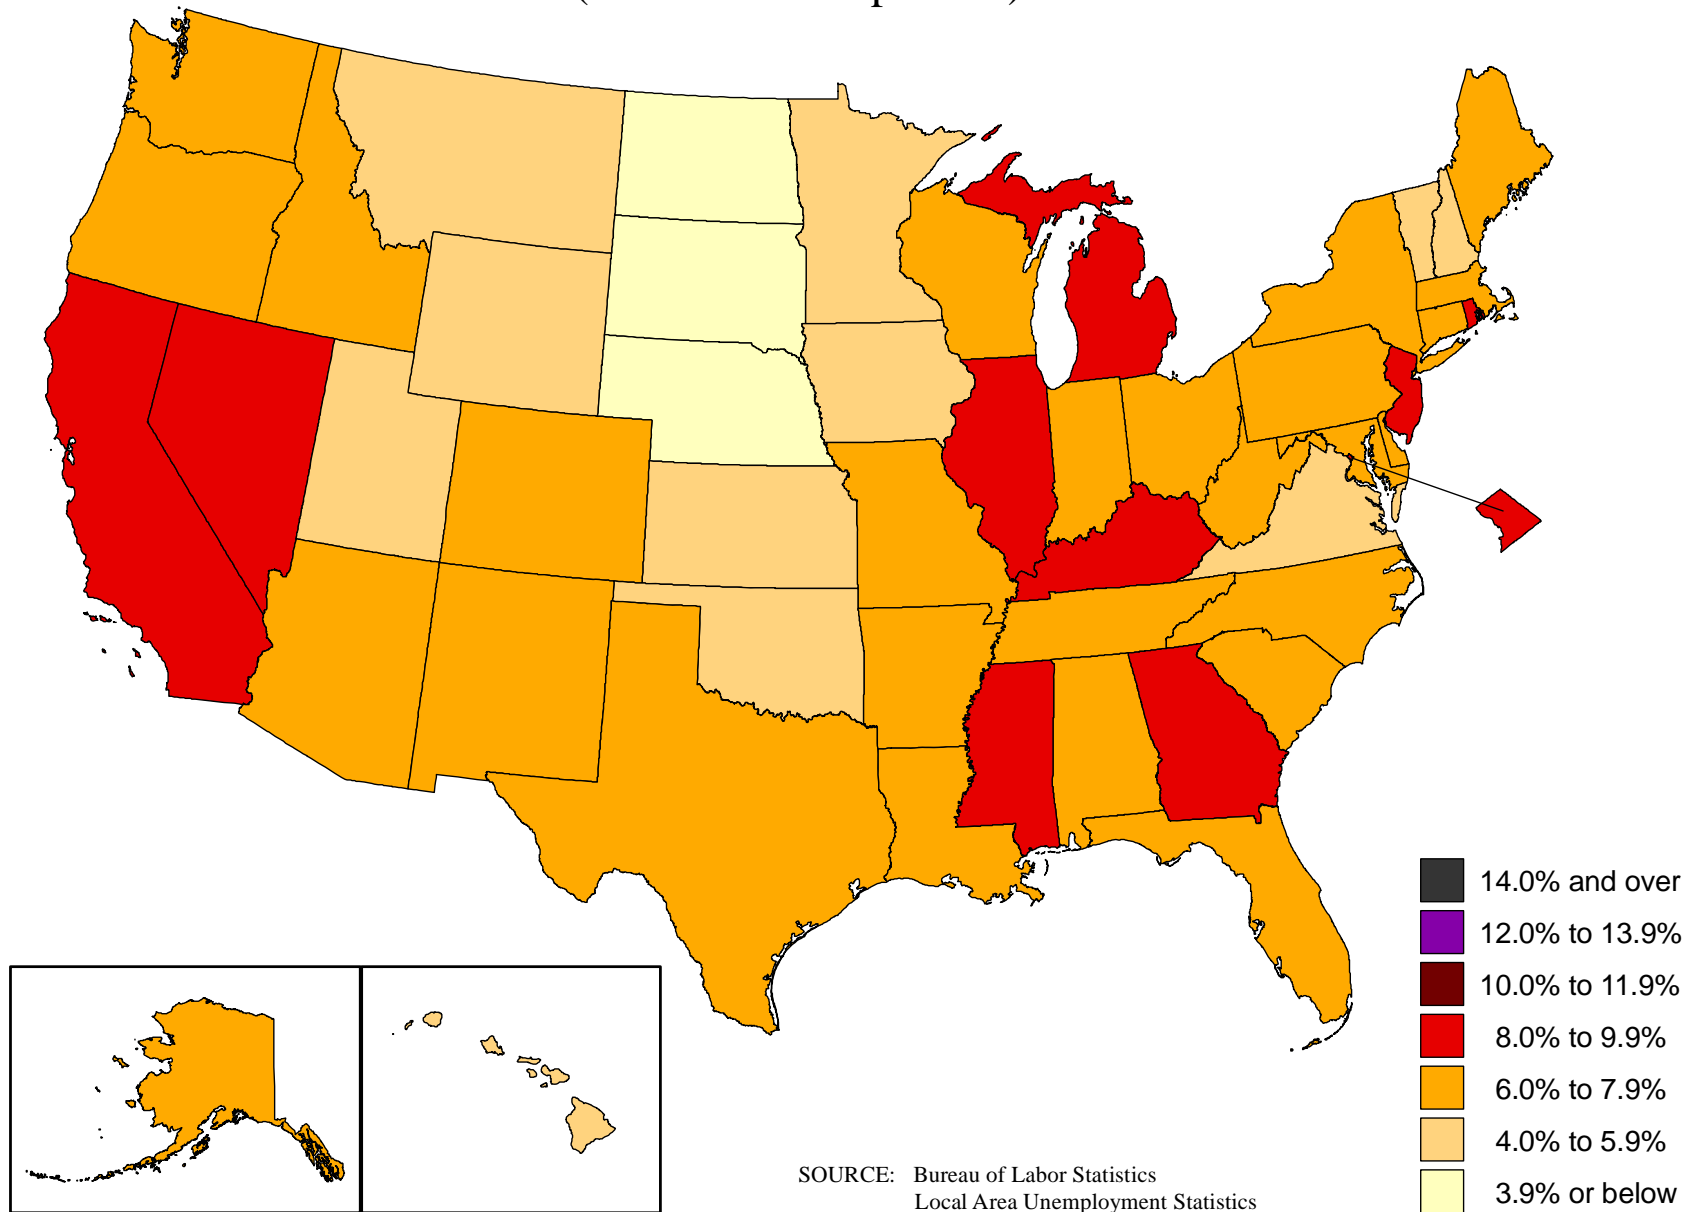 14.0% and over
12.0% to 13.9%
10.0% to 11.9%
8.0% to 9.9%
6.0% to 7.9%
4.0% to 5.9%
3.9% or below
SOURCE: Bureau of Labor Statistics
Local Area Unemployment Statistics